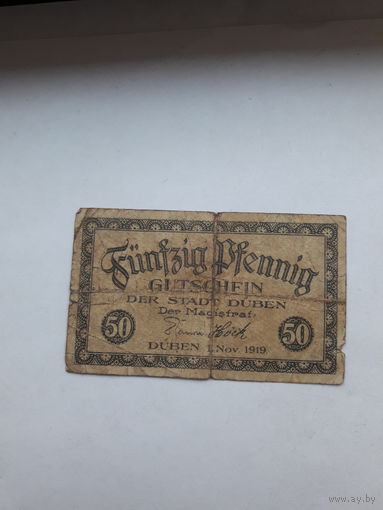 Fünfzig Pfennig
GUTSCHEIN
DER STADT DÜBEN
Der Magistrat:
50 50
DÜBEN 1. Nov. 1919
www.ay.by